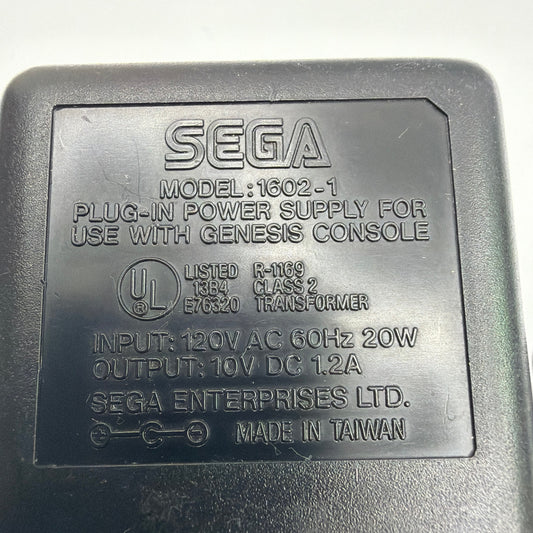 SEGA
MODEL: 1602-1
PLUG-IN POWER SUPPLY FOR
USE WITH GENESIS CONSOLE
UL
®
LISTED R-1169
13B4 CLASS 2
E76320 TRANSFORMER
INPUT: 120V AC 60Hz 20W
OUTPUT: 10V DC 1.2A
SEGA ENTERPRISES LTD.
MADE IN TAIWAN